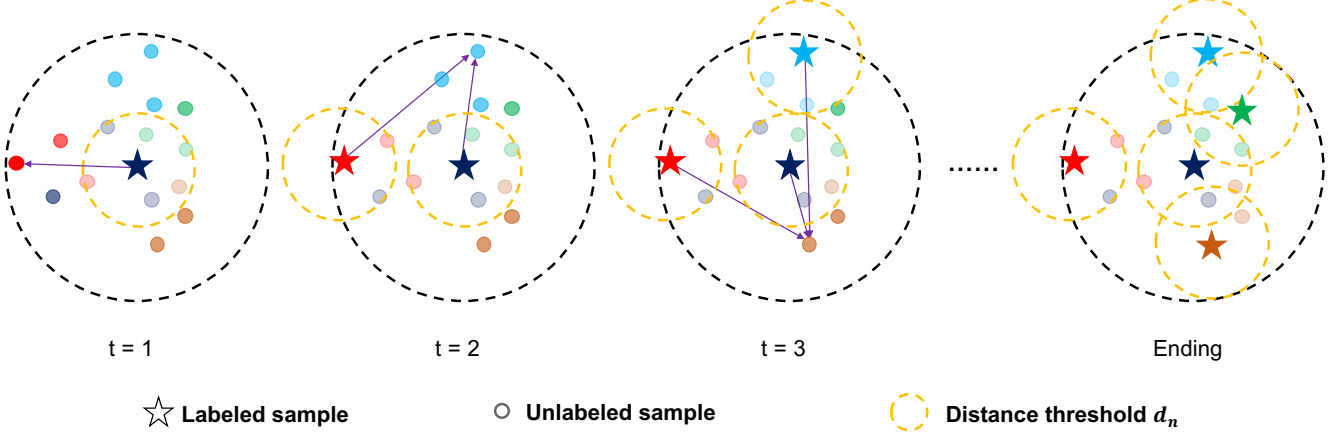 ......
t = 1
t = 2
t = 3
Ending
Labeled sample
Unlabeled sample
Distance threshold dₙ